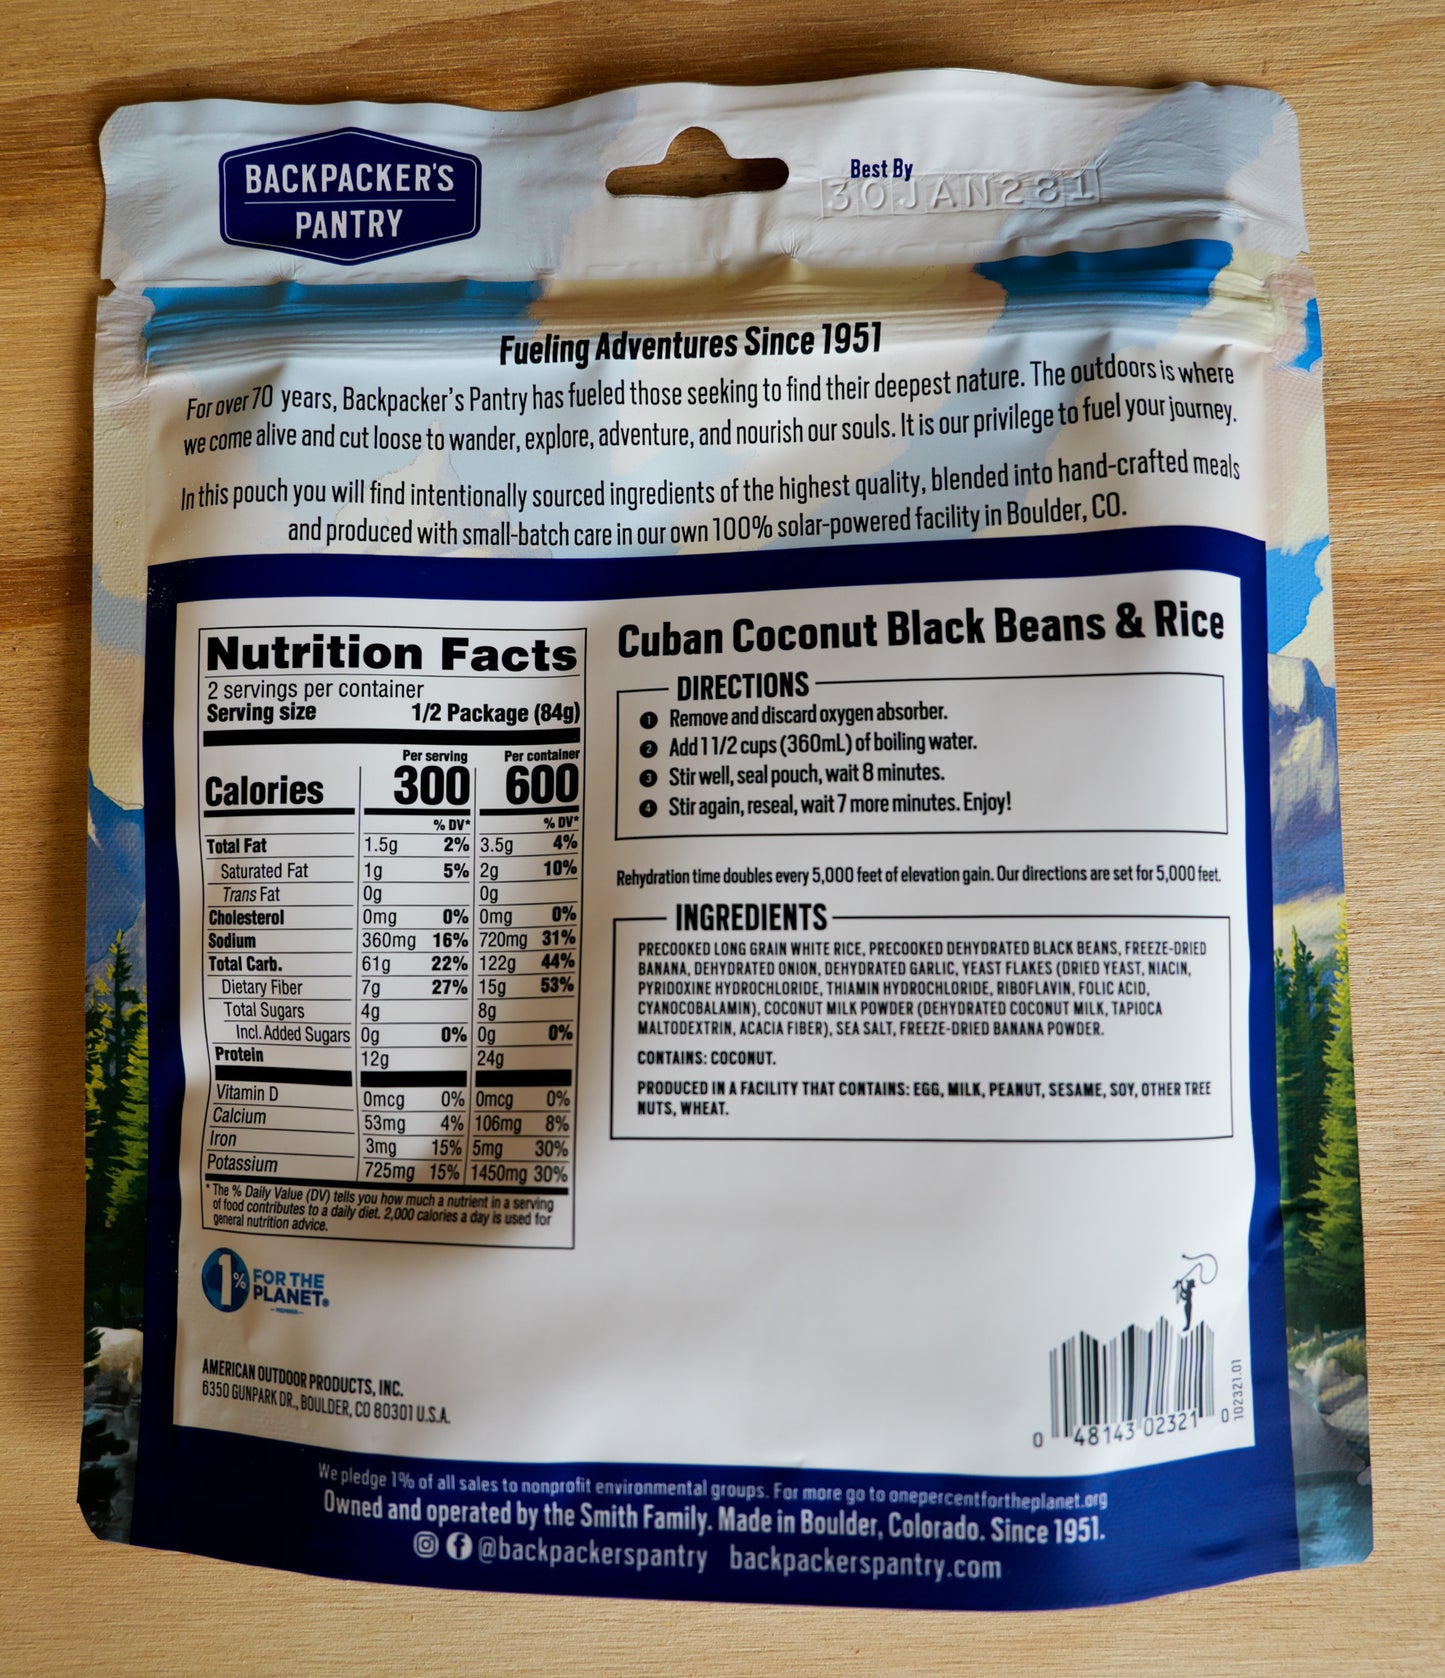 BACKPACKER'S
PANTRY
Best By
30JAN281
Fueling Adventures Since 1951
For over 70 years, Backpacker's Pantry has fueled those seeking to find their deepest nature. The outdoors is where
we come alive and cut loose to wander, explore, adventure, and nourish our souls. It is our privilege to fuel your journey.
In this pouch you will find intentionally sourced ingredients of the highest quality, blended into hand-crafted meals
and produced with small-batch care in our own 100% solar-powered facility in Boulder, CO.
Nutrition Facts
2 servings per container
Serving size 1/2 Package (84g)
Per serving Per container
Calories 300 600
% DV* % DV*
Total Fat 1.5g 2% 3.5g 4%
Saturated Fat 1g 5% 2g 10%
Trans Fat 0g 0g
Cholesterol 0mg 0% 0mg 0%
Sodium 360mg 16% 720mg 31%
Total Carb. 61g 22% 122g 44%
Dietary Fiber 7g 27% 15g 53%
Total Sugars 4g 8g
Incl. Added Sugars 0g 0% 0g 0%
Protein 12g 24g
Vitamin D 0mcg 0% 0mcg 0%
Calcium 53mg 4% 106mg 8%
Iron 3mg 15% 5mg 30%
Potassium 725mg 15% 1450mg 30%
* The % Daily Value (DV) tells you how much a nutrient in a serving
of food contributes to a daily diet. 2,000 calories a day is used for
general nutrition advice.
Cuban Coconut Black Beans & Rice
DIRECTIONS
1 Remove and discard oxygen absorber.
2 Add 1 1/2 cups (360mL) of boiling water.
3 Stir well, seal pouch, wait 8 minutes.
4 Stir again, reseal, wait 7 more minutes. Enjoy!
Rehydration time doubles every 5,000 feet of elevation gain. Our directions are set for 5,000 feet.
INGREDIENTS
PRECOOKED LONG GRAIN WHITE RICE, PRECOOKED DEHYDRATED BLACK BEANS, FREEZE-DRIED
BANANA, DEHYDRATED ONION, DEHYDRATED GARLIC, YEAST FLAKES (DRIED YEAST, NIACIN,
PYRIDOXINE HYDROCHLORIDE, THIAMIN HYDROCHLORIDE, RIBOFLAVIN, FOLIC ACID,
CYANOCOBALAMIN), COCONUT MILK POWDER (DEHYDRATED COCONUT MILK, TAPIOCA
MALTODEXTRIN, ACACIA FIBER), SEA SALT, FREEZE-DRIED BANANA POWDER.
CONTAINS: COCONUT.
PRODUCED IN A FACILITY THAT CONTAINS: EGG, MILK, PEANUT, SESAME, SOY, OTHER TREE
NUTS, WHEAT.
1%
FOR THE
PLANET®
MEMBER
AMERICAN OUTDOOR PRODUCTS, INC.
6350 GUNPARK DR., BOULDER, CO 80301 U.S.A.
0 48143 02321 0
102321.01
We pledge 1% of all sales to nonprofit environmental groups. For more go to onepercentfortheplanet.org
Owned and operated by the Smith Family. Made in Boulder, Colorado. Since 1951.
@backpackerspantry backpackerspantry.com